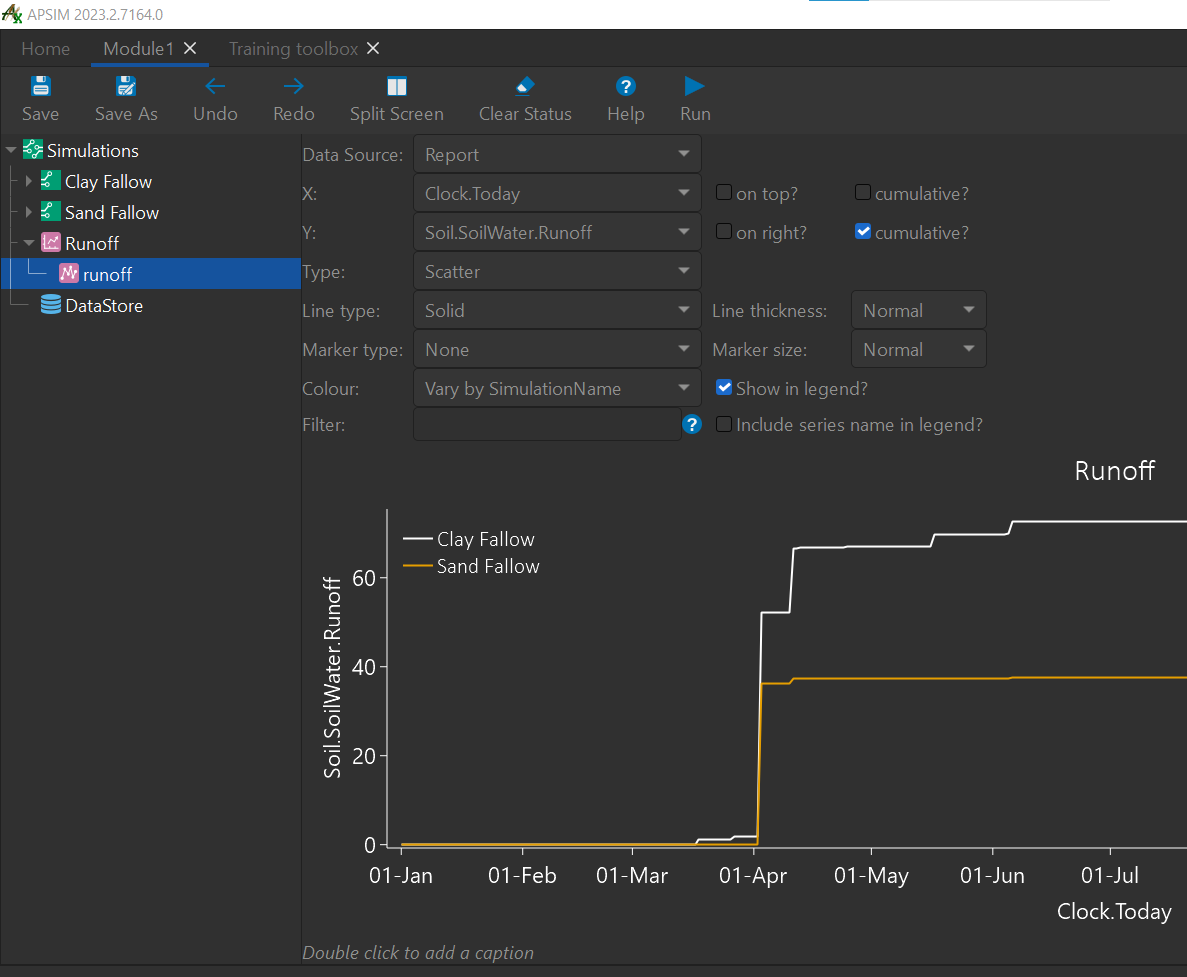 APSIM 2023.2.7164.0
Home Module1 Training toolbox
Save Save As Undo Redo Split Screen Clear Status Help Run
Simulations
Clay Fallow
Sand Fallow
Runoff
runoff
DataStore
Data Source: Report
X: Clock.Today on top? cumulative?
Y: Soil.SoilWater.Runoff on right? cumulative?
Type: Scatter
Line type: Solid Line thickness: Normal
Marker type: None Marker size: Normal
Colour: Vary by SimulationName Show in legend?
Filter: ? Include series name in legend?
Runoff
Clay Fallow
Sand Fallow
Soil.SoilWater.Runoff
60
40
20
0
01-Jan 01-Feb 01-Mar 01-Apr 01-May 01-Jun 01-Jul
Clock.Today
Double click to add a caption